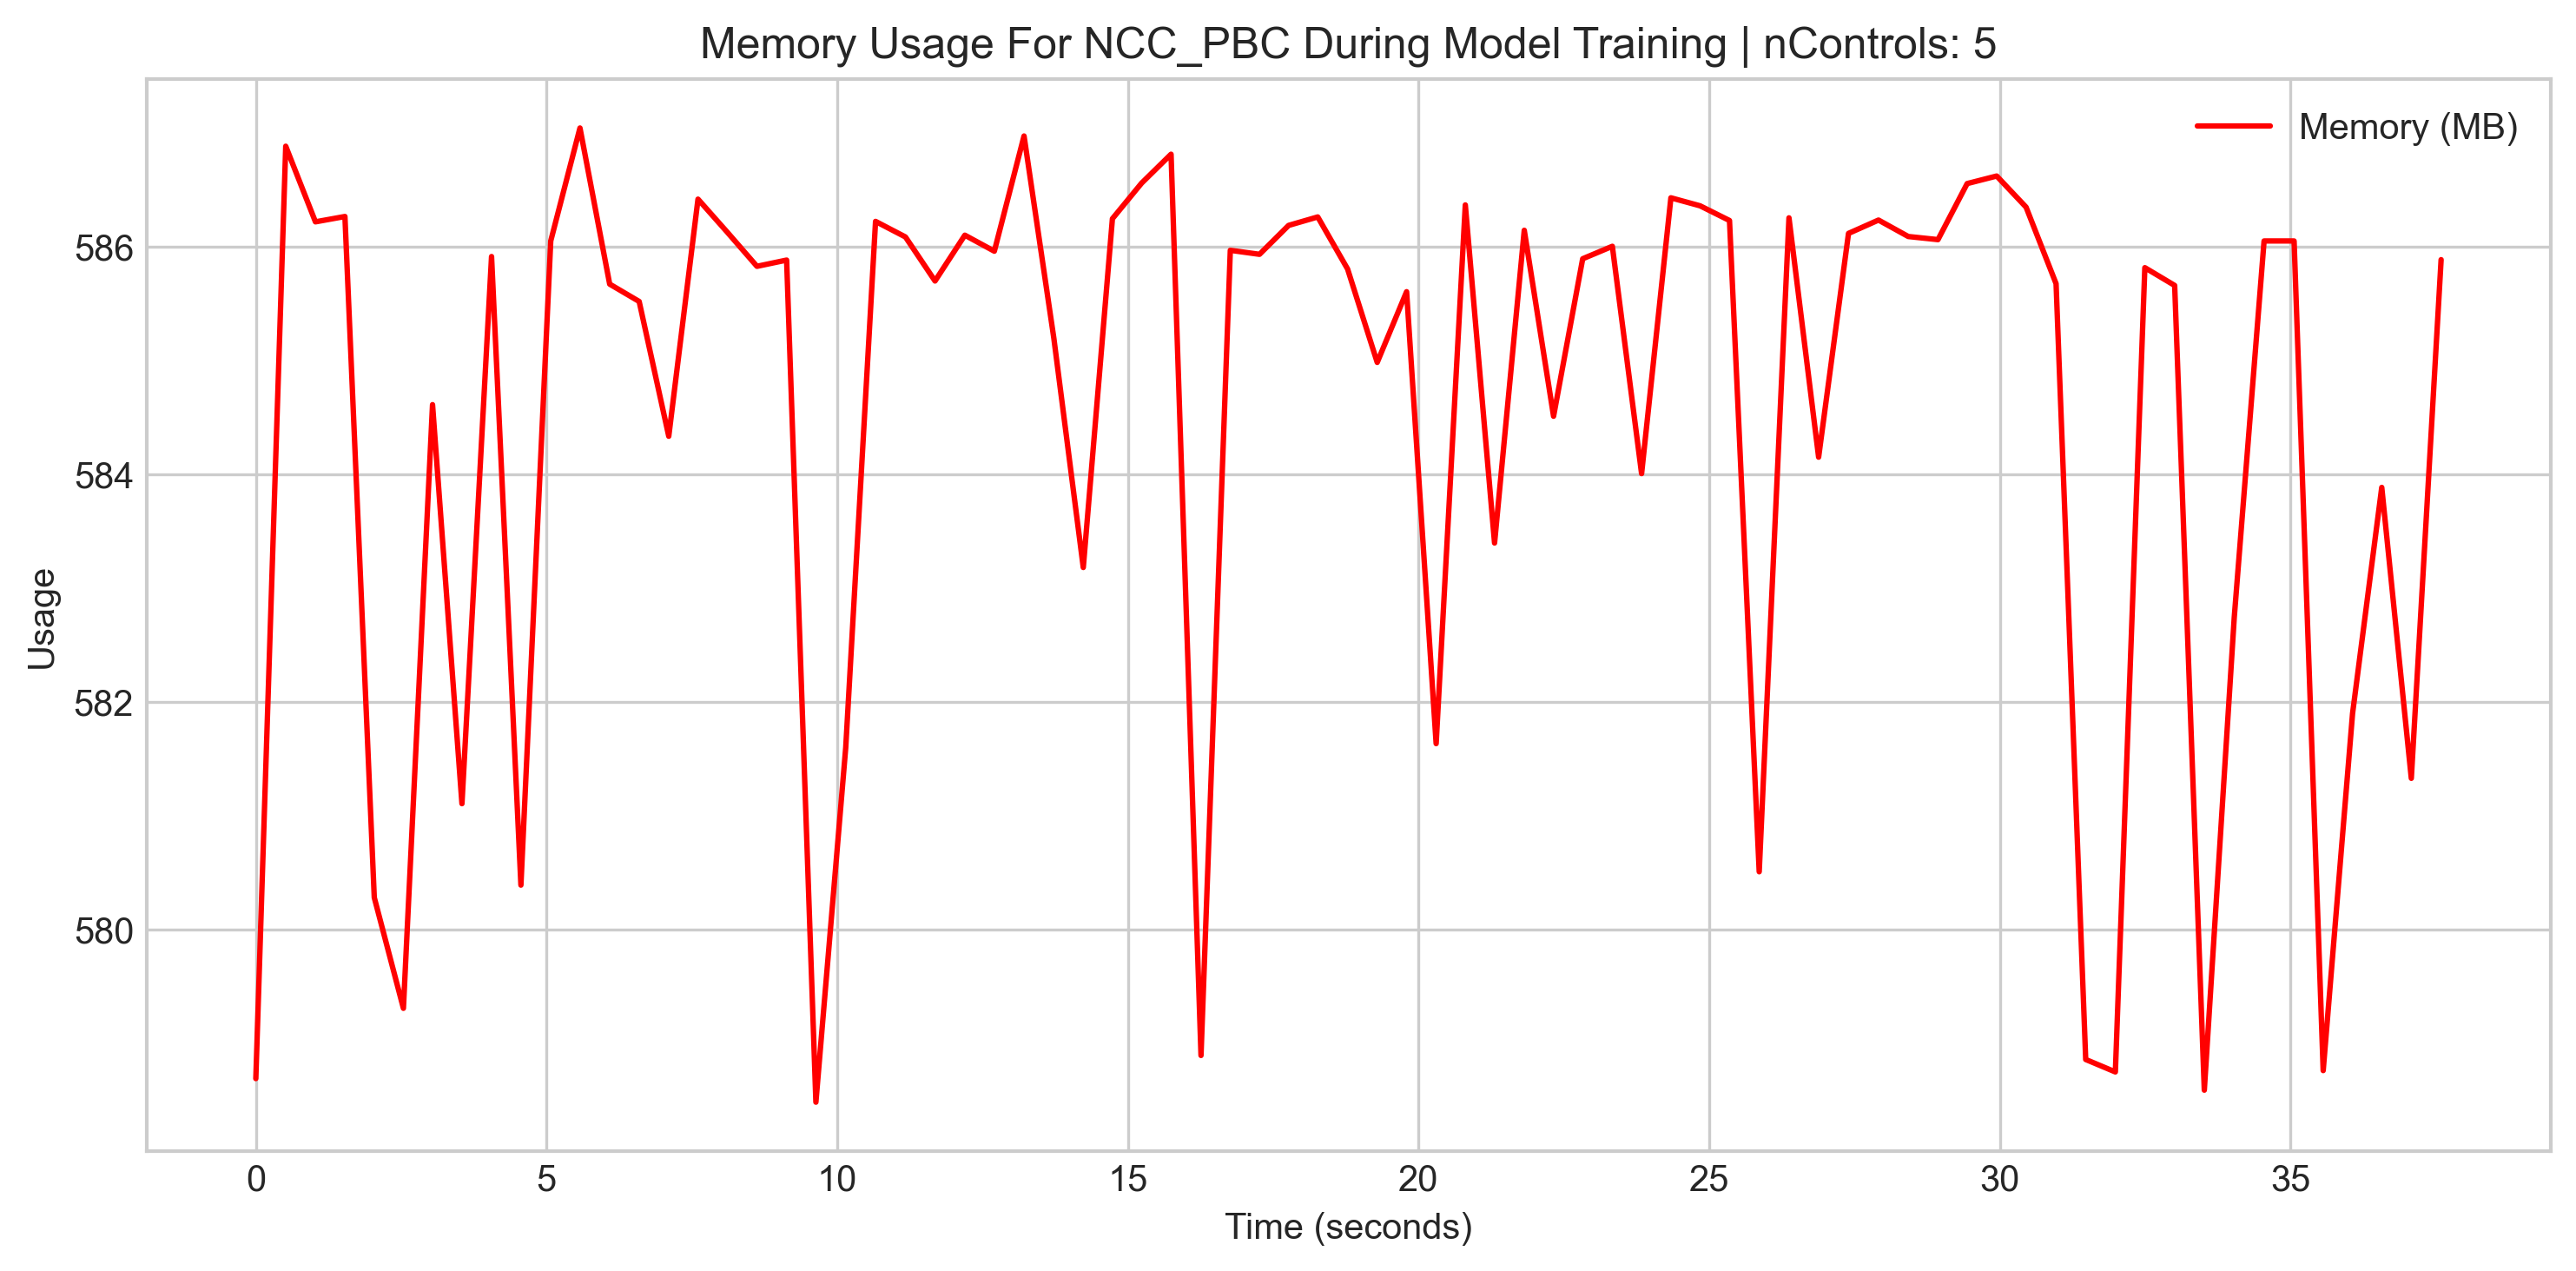 Memory Usage For NCC_PBC During Model Training | nControls: 5
Memory (MB)
Usage
586
584
582
580
0 5 10 15 20 25 30 35
Time (seconds)